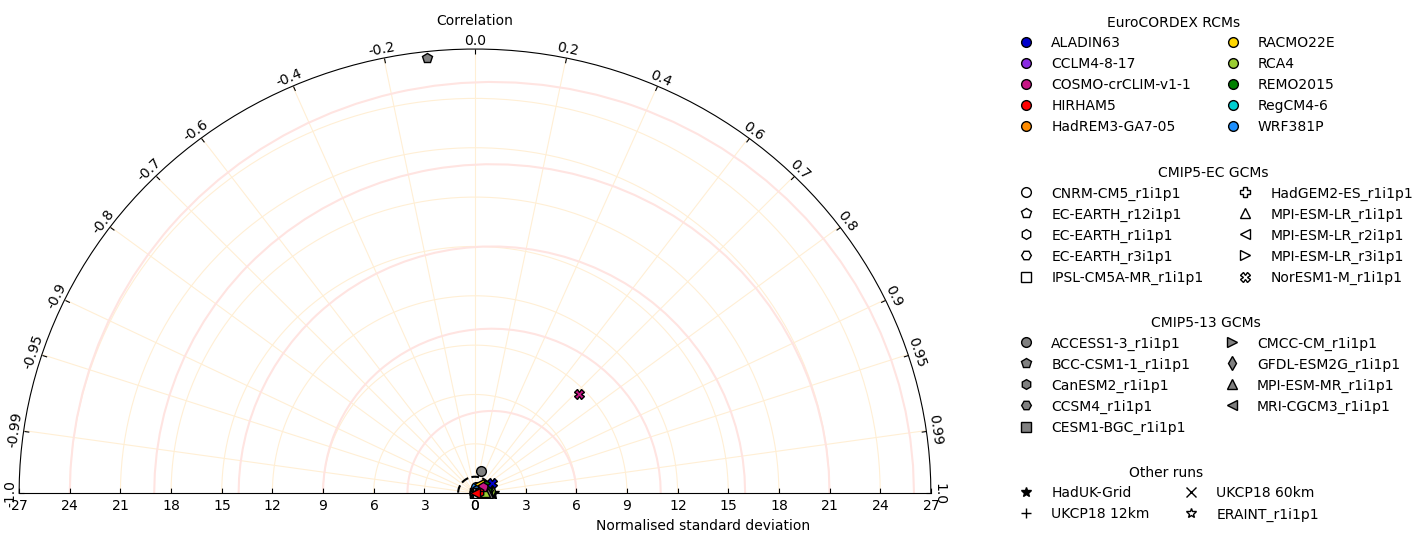 Correlation
-1.0
-0.99
-0.95
-0.9
-0.8
-0.7
-0.6
-0.4
-0.2
0.0
0.2
0.4
0.6
0.7
0.8
0.9
0.95
0.99
1.0
27 24 21 18 15 12 9 6 3 0 3 6 9 12 15 18 21 24 27
Normalised standard deviation
EuroCORDEX RCMs
ALADIN63 RACMO22E
CCLM4-8-17 RCA4
COSMO-crCLIM-v1-1 REMO2015
HIRHAM5 RegCM4-6
HadREM3-GA7-05 WRF381P
CMIP5-EC GCMs
CNRM-CM5_r1i1p1 HadGEM2-ES_r1i1p1
EC-EARTH_r12i1p1 MPI-ESM-LR_r1i1p1
EC-EARTH_r1i1p1 MPI-ESM-LR_r2i1p1
EC-EARTH_r3i1p1 MPI-ESM-LR_r3i1p1
IPSL-CM5A-MR_r1i1p1 NorESM1-M_r1i1p1
CMIP5-13 GCMs
ACCESS1-3_r1i1p1 CMCC-CM_r1i1p1
BCC-CSM1-1_r1i1p1 GFDL-ESM2G_r1i1p1
CanESM2_r1i1p1 MPI-ESM-MR_r1i1p1
CCSM4_r1i1p1 MRI-CGCM3_r1i1p1
CESM1-BGC_r1i1p1
Other runs
HadUK-Grid UKCP18 60km
UKCP18 12km ERAINT_r1i1p1